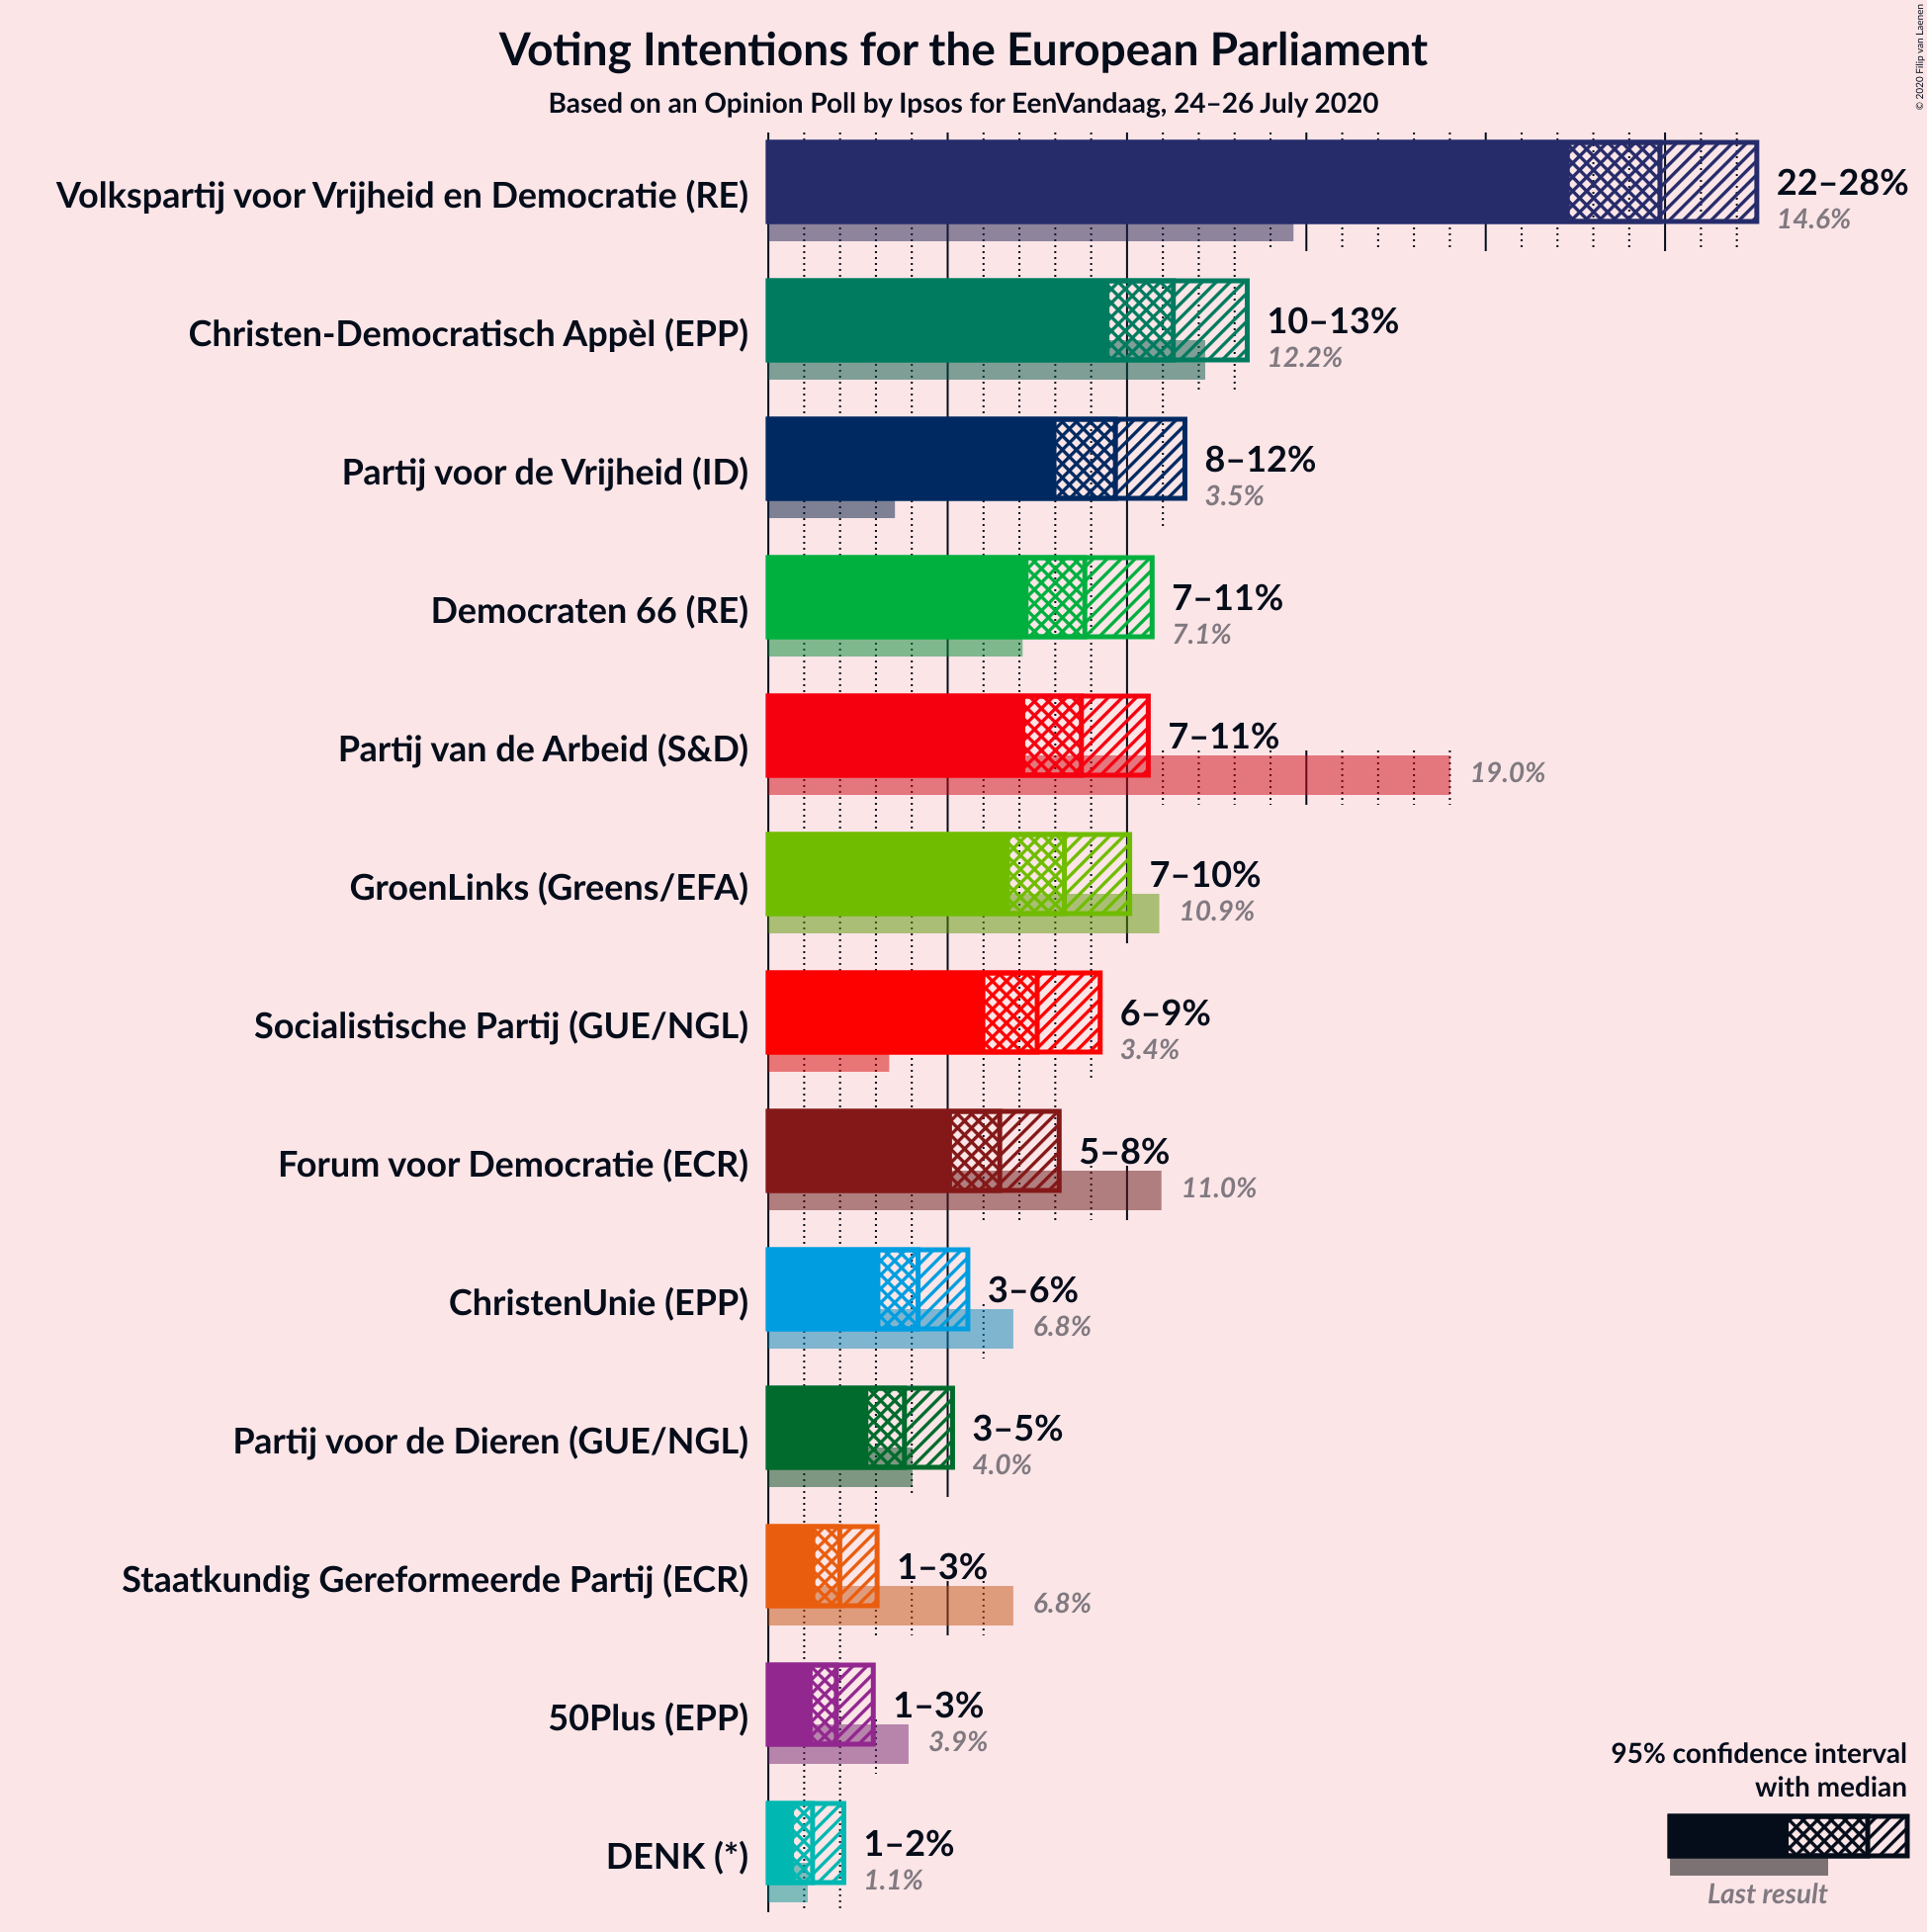 © 2020 Filip van Laenen
Voting Intentions for the European Parliament
Based on an Opinion Poll by Ipsos for EenVandaag, 24–26 July 2020
Volkspartij voor Vrijheid en Democratie (RE)
22–28%
14.6%
Christen-Democratisch Appèl (EPP)
10–13%
12.2%
Partij voor de Vrijheid (ID)
8–12%
3.5%
Democraten 66 (RE)
7–11%
7.1%
Partij van de Arbeid (S&D)
7–11%
19.0%
GroenLinks (Greens/EFA)
7–10%
10.9%
Socialistische Partij (GUE/NGL)
6–9%
3.4%
Forum voor Democratie (ECR)
5–8%
11.0%
ChristenUnie (EPP)
3–6%
6.8%
Partij voor de Dieren (GUE/NGL)
3–5%
4.0%
Staatkundig Gereformeerde Partij (ECR)
1–3%
6.8%
50Plus (EPP)
1–3%
3.9%
DENK (*)
1–2%
1.1%
95% confidence interval
with median
Last result